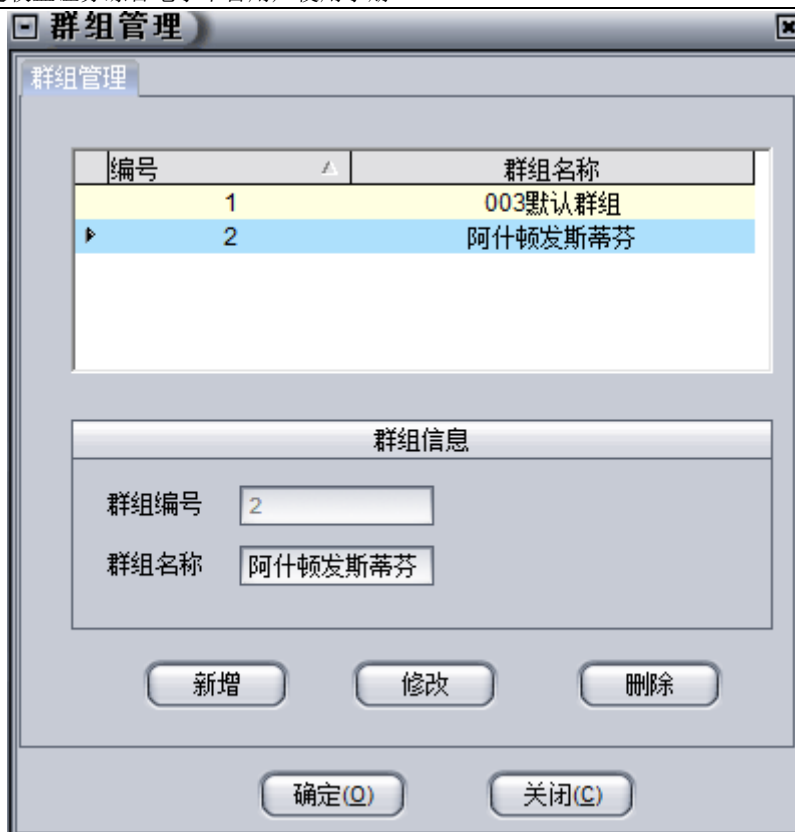 群组管理
群组管理
编号 群组名称
1 003默认群组
2 阿什顿发斯蒂芬
群组信息
群组编号 2
群组名称 阿什顿发斯蒂芬
新增 修改 删除
确定(O) 关闭(C)